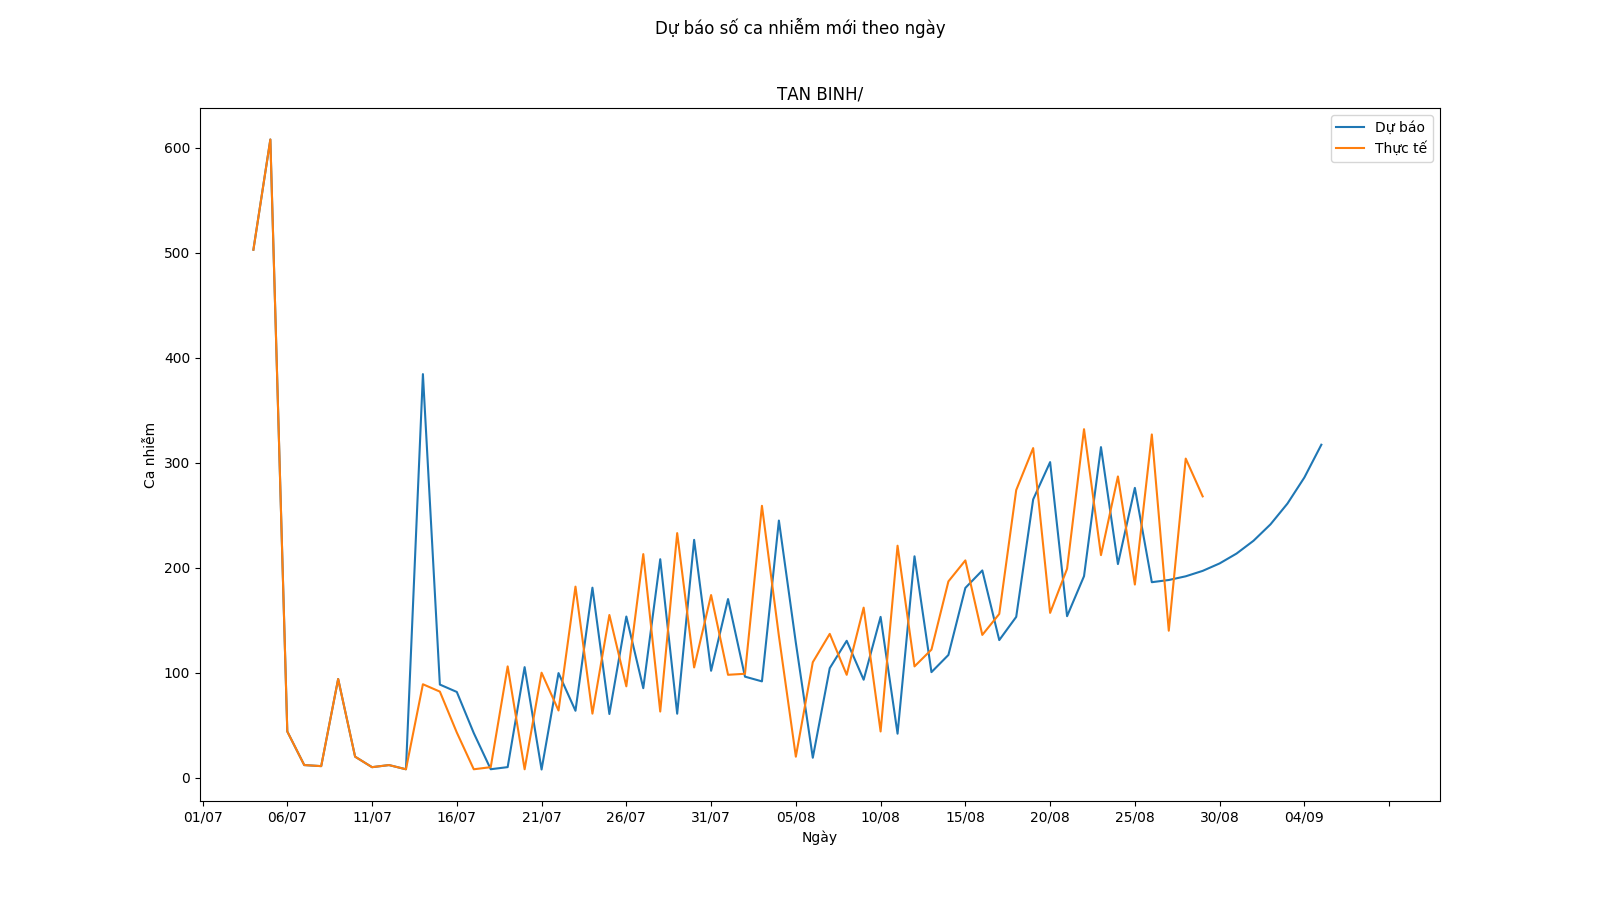 Dự báo số ca nhiễm mới theo ngày
TAN BINH/
Dự báo
Thực tế
600
500
400
300
200
100
0
Ca nhiễm
01/07 06/07 11/07 16/07 21/07 26/07 31/07 05/08 10/08 15/08 20/08 25/08 30/08 04/09
Ngày